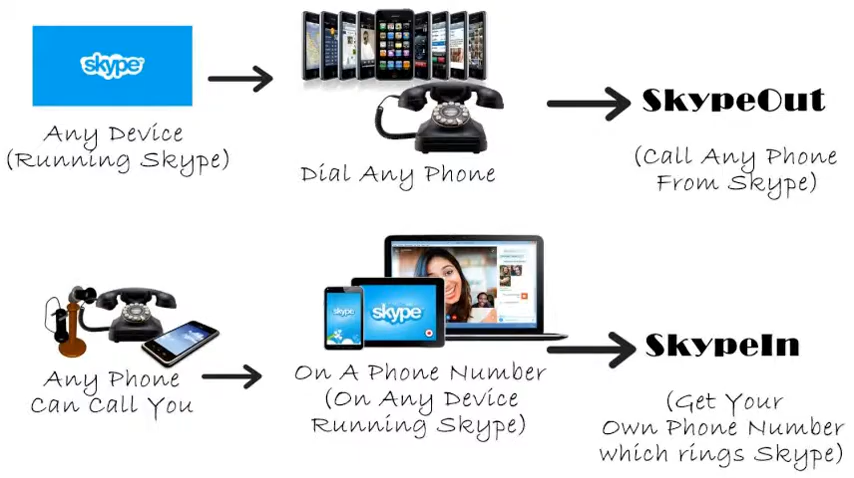 skype
Any Device
(Running Skype)
Dial Any Phone
SkypeOut
(Call Any Phone
From Skype)
Any Phone
Can Call You
skype
skype
On A Phone Number
(On Any Device
Running Skype)
SkypeIn
(Get Your
Own Phone Number
which rings Skype)